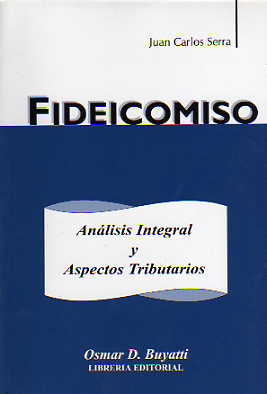 Juan Carlos Serra
FIDEICOMISO
Análisis Integral
y
Aspectos Tributarios
Osmar D. Buyatti
LIBRERIA EDITORIAL